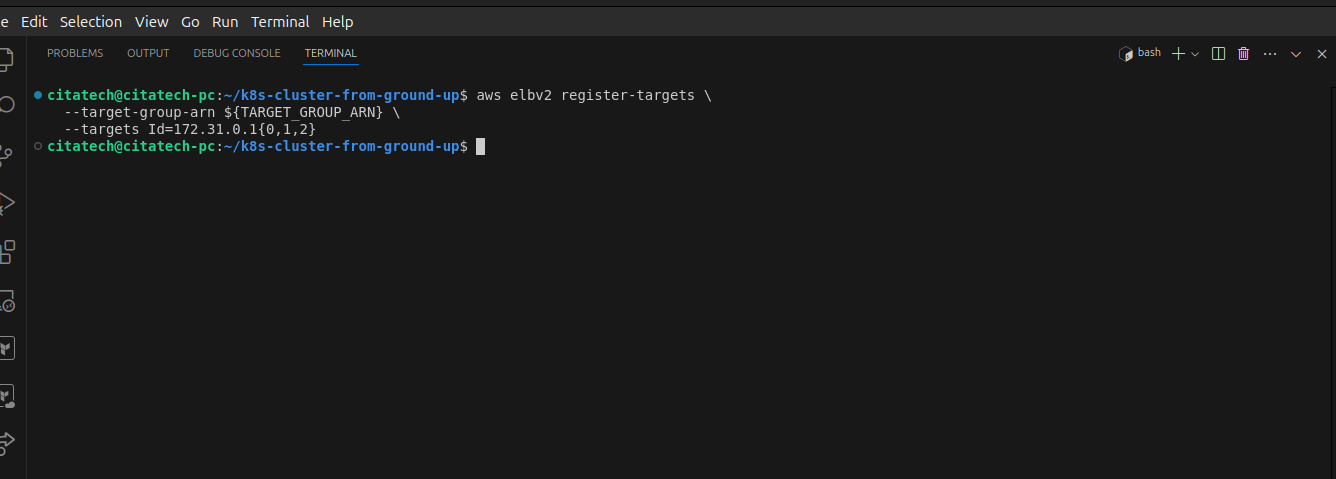 e Edit Selection View Go Run Terminal Help
PROBLEMS OUTPUT DEBUG CONSOLE TERMINAL bash
citatech@citatech-pc:~/k8s-cluster-from-ground-up$ aws elbv2 register-targets \
--target-group-arn ${TARGET_GROUP_ARN} \
--targets Id=172.31.0.1{0,1,2}
citatech@citatech-pc:~/k8s-cluster-from-ground-up$